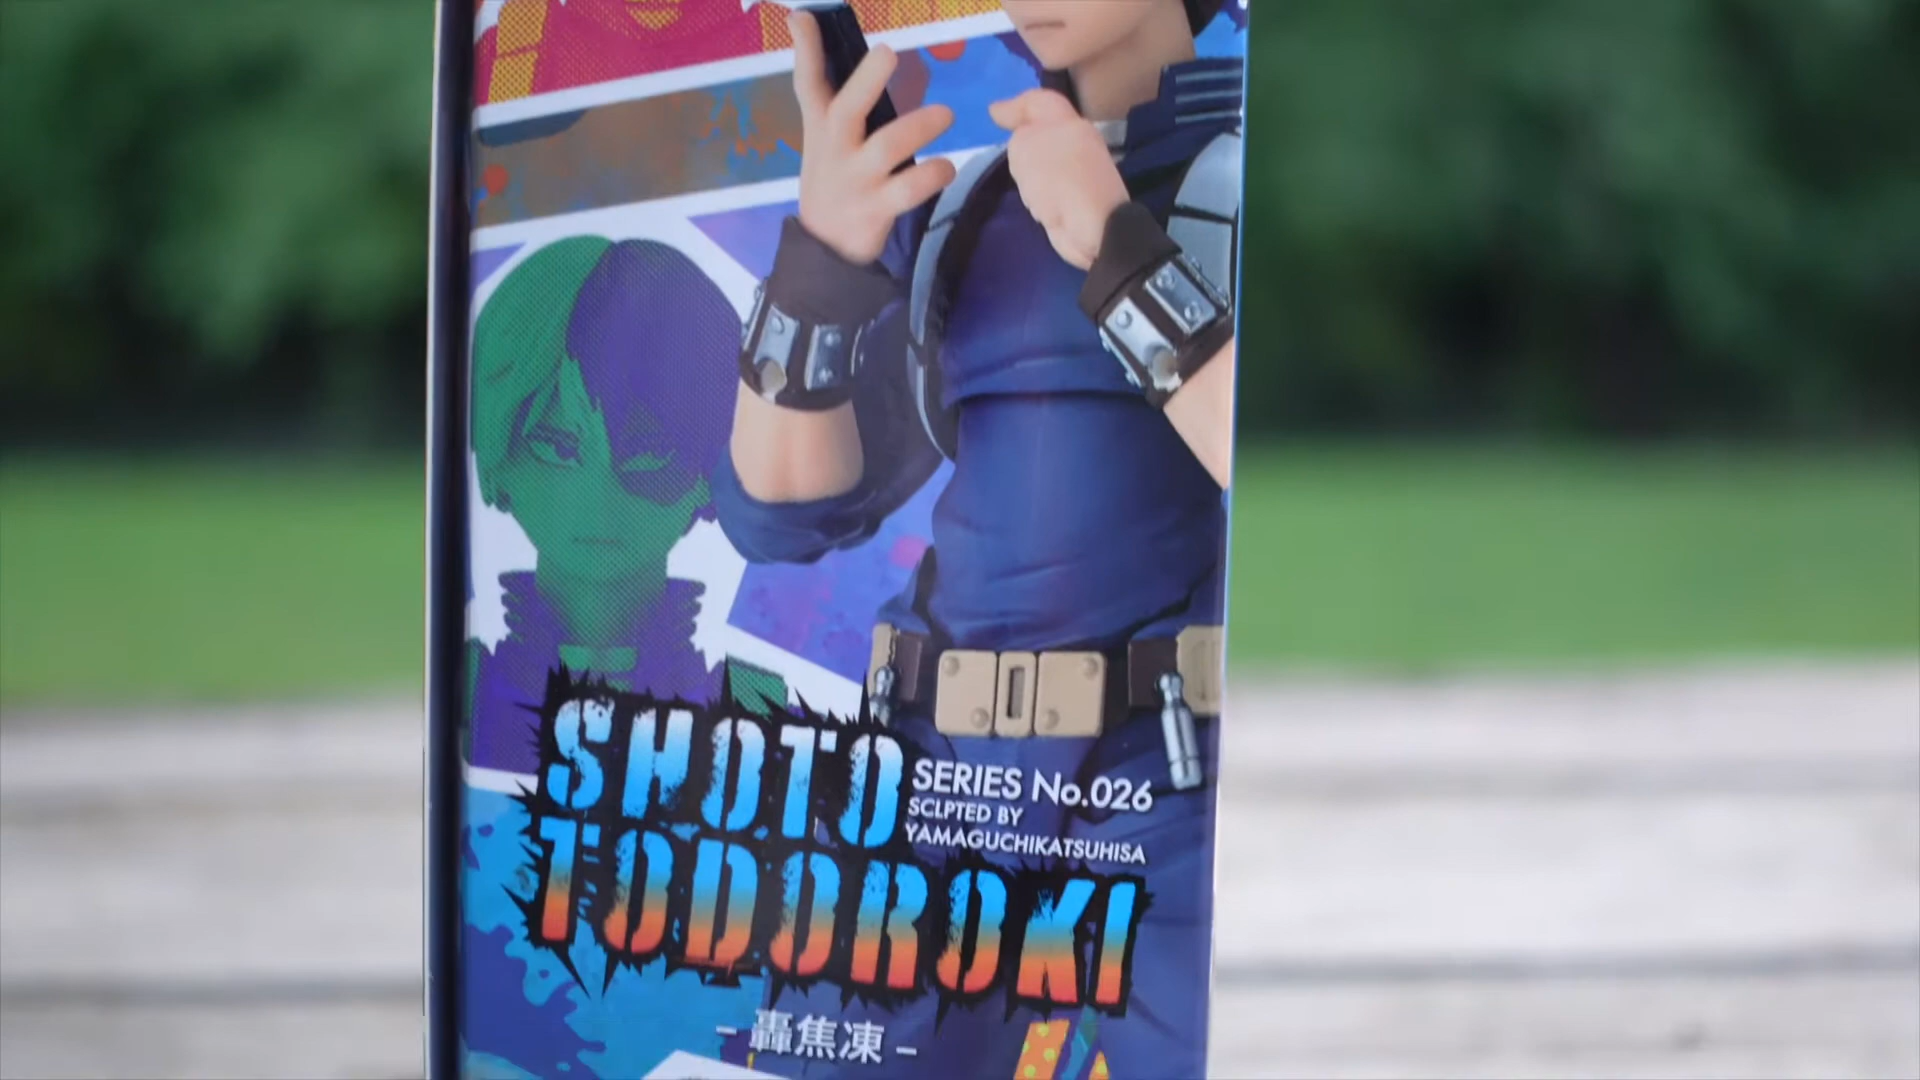 SHOTO
SERIES No.026
SCLPTED BY
YAMAGUCHIKATSUHISA
TODOROKI
- 轟焦凍 -